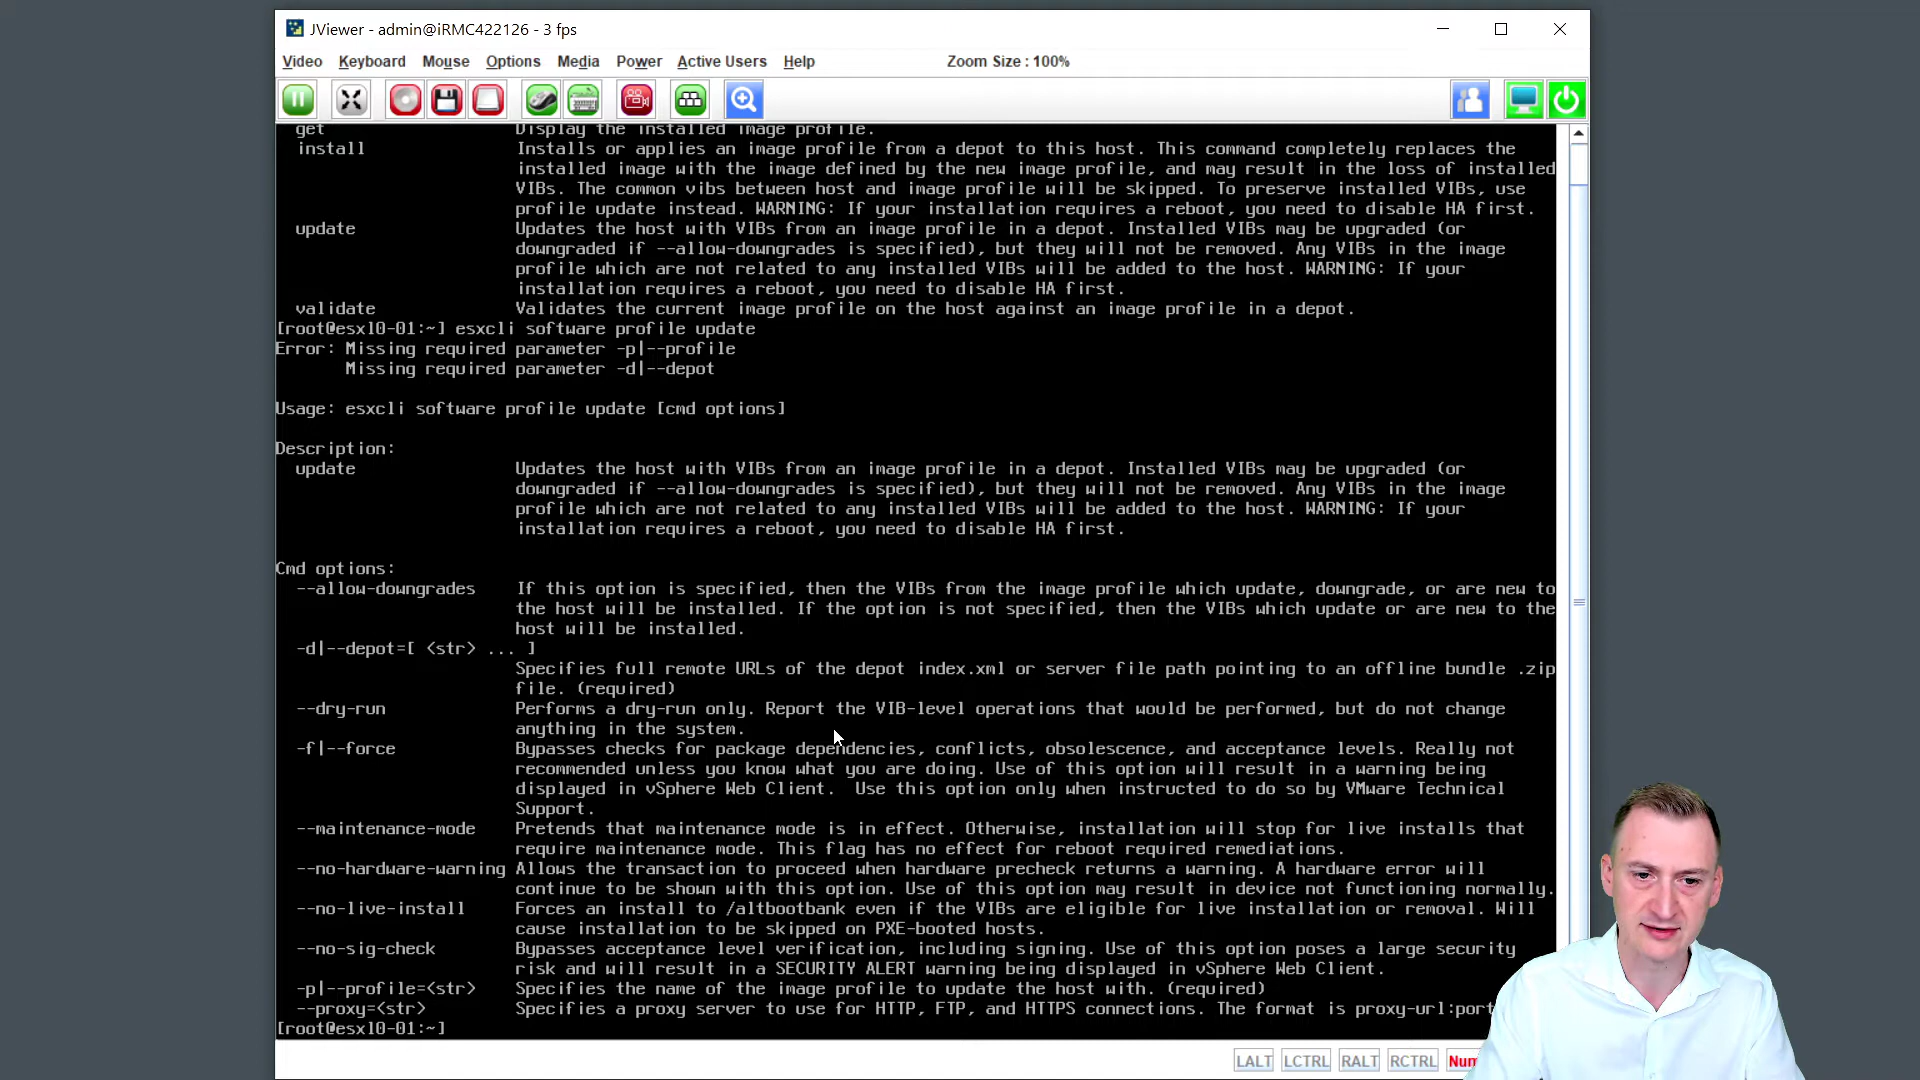 JViewer - admin@iRMC422126 - 3 fps
Video Keyboard Mouse Options Media Power Active Users Help Zoom Size : 100%
get Display the installed image profile.
install Installs or applies an image profile from a depot to this host. This command completely replaces the
installed image with the image defined by the new image profile, and may result in the loss of installed
VIBs. The common vibs between host and image profile will be skipped. To preserve installed VIBs, use
profile update instead. WARNING: If your installation requires a reboot, you need to disable HA first.
update Updates the host with VIBs from an image profile in a depot. Installed VIBs may be upgraded (or
downgraded if --allow-downgrades is specified), but they will not be removed. Any VIBs in the image
profile which are not related to any installed VIBs will be added to the host. WARNING: If your
installation requires a reboot, you need to disable HA first.
validate Validates the current image profile on the host against an image profile in a depot.
[root@esx10-01:~] esxcli software profile update
Error: Missing required parameter -p|--profile
Missing required parameter -d|--depot
Usage: esxcli software profile update [cmd options]
Description:
update Updates the host with VIBs from an image profile in a depot. Installed VIBs may be upgraded (or
downgraded if --allow-downgrades is specified), but they will not be removed. Any VIBs in the image
profile which are not related to any installed VIBs will be added to the host. WARNING: If your
installation requires a reboot, you need to disable HA first.
Cmd options:
--allow-downgrades If this option is specified, then the VIBs from the image profile which update, downgrade, or are new to
the host will be installed. If the option is not specified, then the VIBs which update or are new to the
host will be installed.
-d|--depot=[ <str> ... ]
Specifies full remote URLs of the depot index.xml or server file path pointing to an offline bundle .zip
file. (required)
--dry-run Performs a dry-run only. Report the VIB-level operations that would be performed, but do not change
anything in the system.
-f|--force Bypasses checks for package dependencies, conflicts, obsolescence, and acceptance levels. Really not
recommended unless you know what you are doing. Use of this option will result in a warning being
displayed in vSphere Web Client. Use this option only when instructed to do so by VMware Technical
Support.
--maintenance-mode Pretends that maintenance mode is in effect. Otherwise, installation will stop for live installs that
require maintenance mode. This flag has no effect for reboot required remediations.
--no-hardware-warning Allows the transaction to proceed when hardware precheck returns a warning. A hardware error will
continue to be shown with this option. Use of this option may result in device not functioning normally.
--no-live-install Forces an install to /altbootbank even if the VIBs are eligible for live installation or removal. Will
cause installation to be skipped on PXE-booted hosts.
--no-sig-check Bypasses acceptance level verification, including signing. Use of this option poses a large security
risk and will result in a SECURITY ALERT warning being displayed in vSphere Web Client.
-p|--profile=<str> Specifies the name of the image profile to update the host with. (required)
--proxy=<str> Specifies a proxy server to use for HTTP, FTP, and HTTPS connections. The format is proxy-url:port
[root@esx10-01:~]
LALT LCTRL RALT RCTRL Num